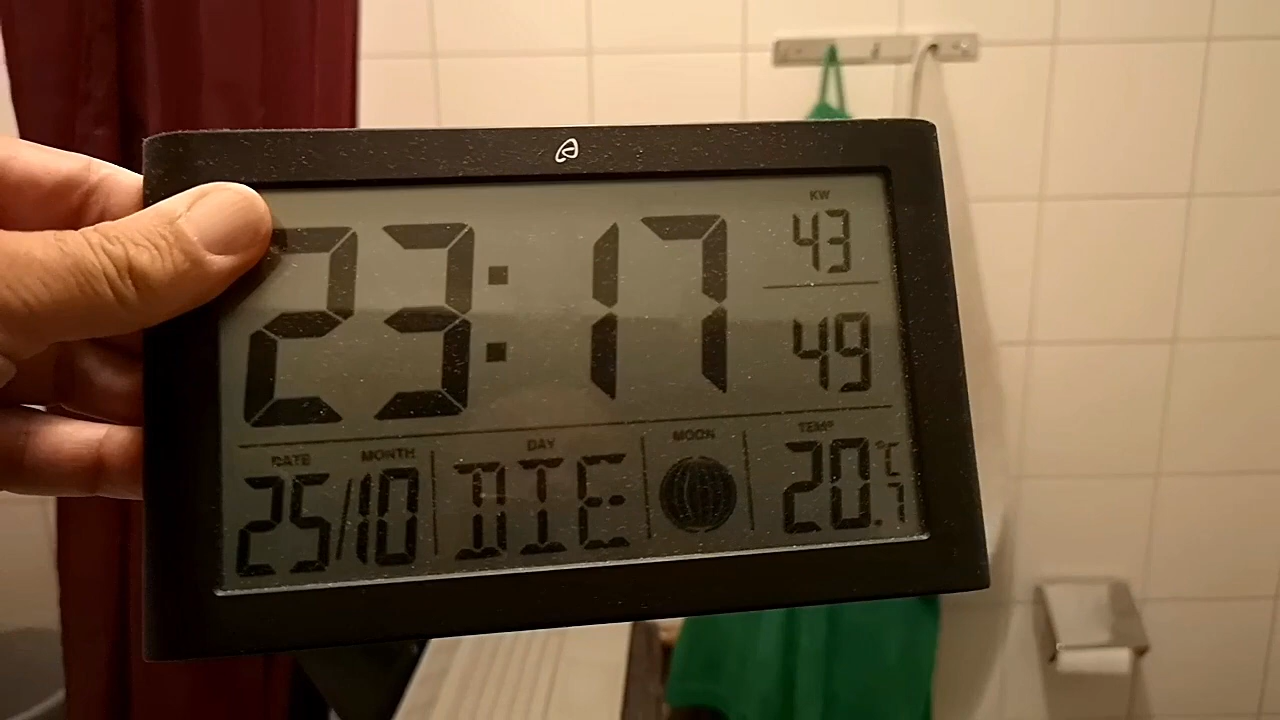 KW
23:17 43
49
DATE MONTH DAY MOON TEMP
25/10 DIE 20.7 °C